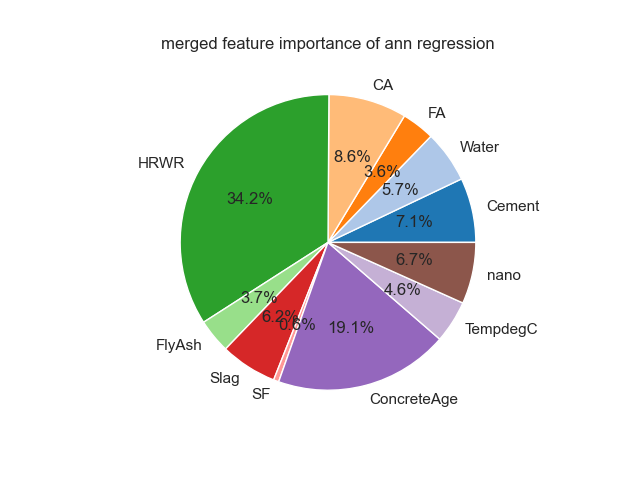 merged feature importance of ann regression
CA
FA
HRWR
Water
8.6%
3.6%
5.7%
34.2%
Cement
7.1%
6.7%
nano
4.6%
3.7%
6.2%
0.6%
19.1%
TempdegC
FlyAsh
Slag
SF
ConcreteAge